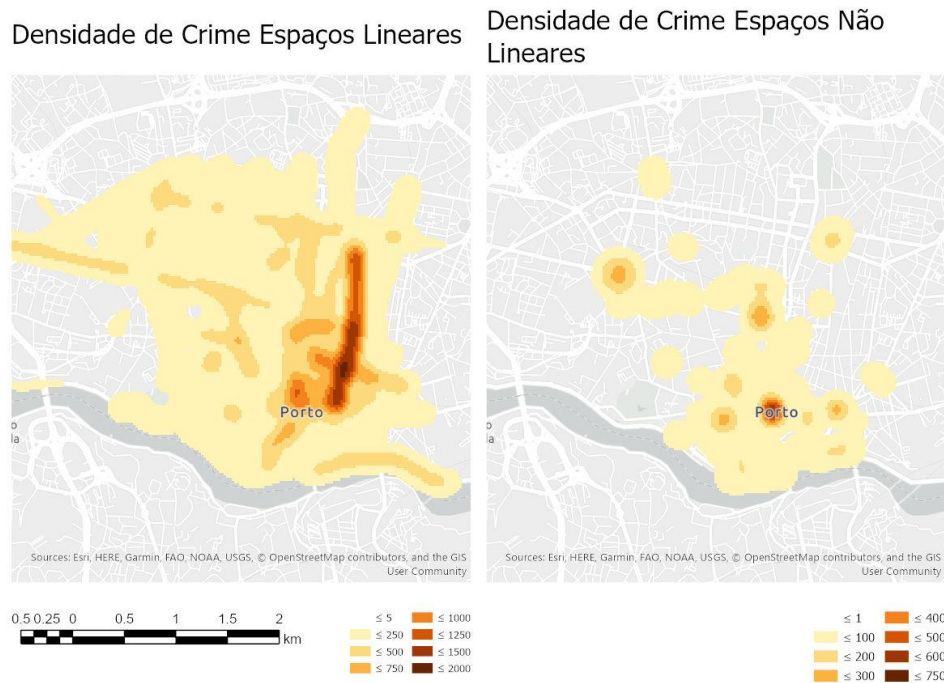 Densidade de Crime Espaços Lineares
Densidade de Crime Espaços Não
Lineares
Porto
o
la
Sources: Esri, HERE, Garmin, FAO, NOAA, USGS, © OpenStreetMap contributors, and the GIS
User Community
Porto
o
la
Sources: Esri, HERE, Garmin, FAO, NOAA, USGS, © OpenStreetMap contributors, and the GIS
User Community
0.5 0.25 0 0.5 1 1.5 2
km
≤ 5 ≤ 1000
≤ 250 ≤ 1250
≤ 500 ≤ 1500
≤ 750 ≤ 2000
≤ 1 ≤ 400
≤ 100 ≤ 500
≤ 200 ≤ 600
≤ 300 ≤ 750